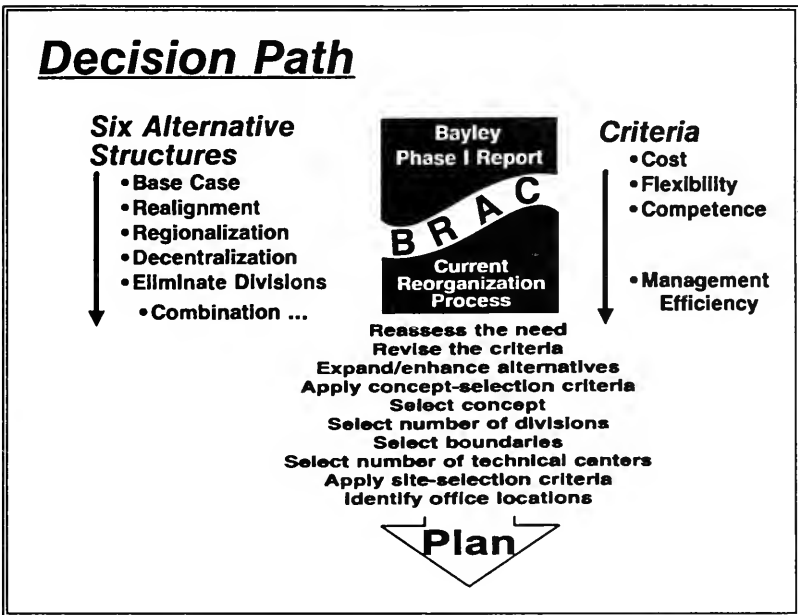 Decision Path
Six Alternative
Structures
•Base Case
•Realignment
•Regionalization
•Decentralization
•Eliminate Divisions
•Combination ...
Bayley
Phase I Report
BRAC
Current
Reorganization
Process
Criteria
•Cost
•Flexibility
•Competence
•Management
Efficiency
Reassess the need
Revise the criteria
Expand/enhance alternatives
Apply concept-selection criteria
Select concept
Select number of divisions
Select boundaries
Select number of technical centers
Apply site-selection criteria
Identify office locations
Plan